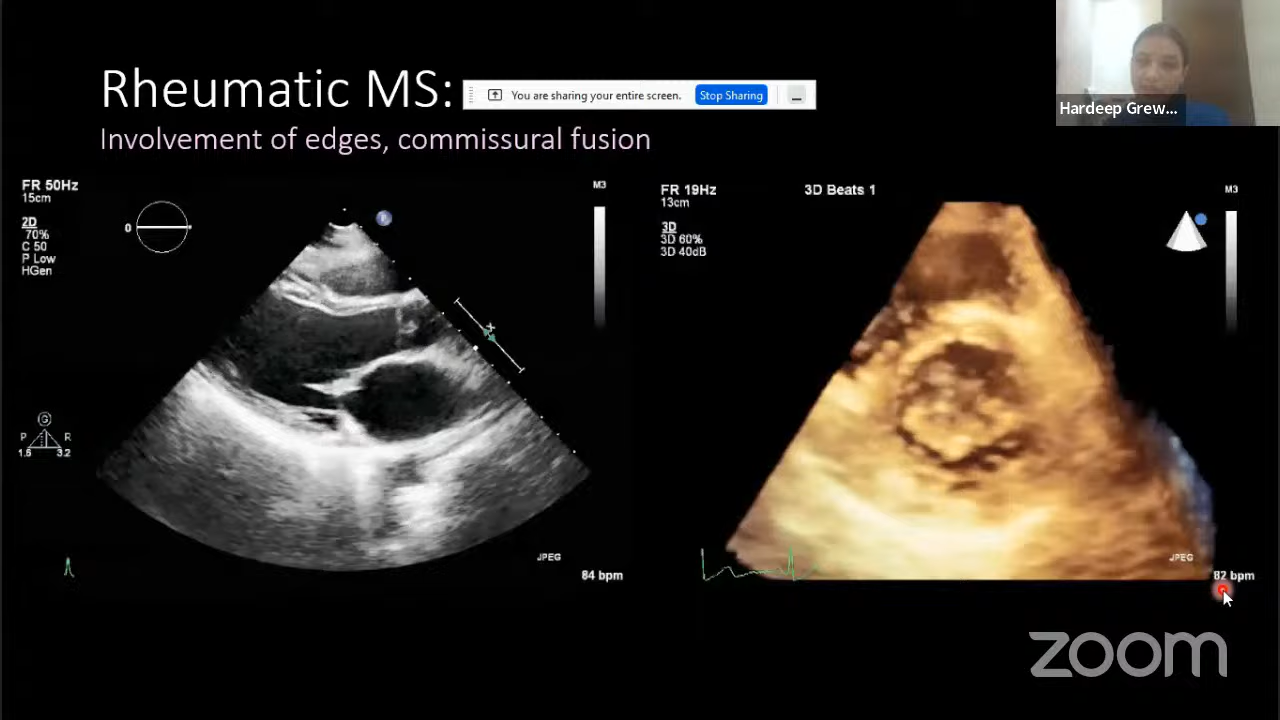 Rheumatic MS:
You are sharing your entire screen. Stop Sharing
Hardeep Grew...
Involvement of edges, commissural fusion
FR 50Hz
15cm
2D
70%
C 50
P Low
HGen
0
M3
G
P R
1.6 3.2
JPEG
84 bpm
FR 19Hz
13cm
3D Beats 1
3D
3D 60%
3D 40dB
M3
JPEG
82 bpm
zoom